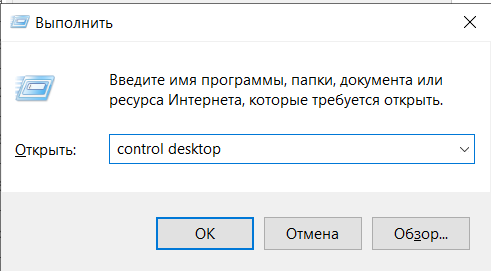 Выполнить
Введите имя программы, папки, документа или
ресурса Интернета, которые требуется открыть.
Открыть: control desktop
OK Отмена Обзор...